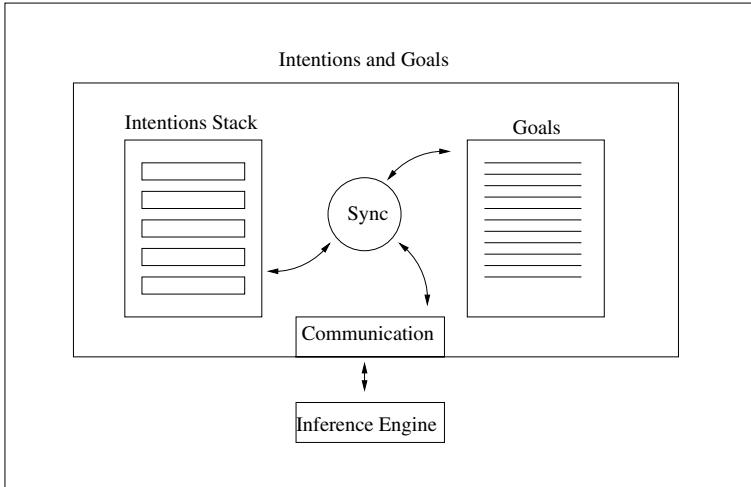 Intentions and Goals
Intentions Stack
Goals
Sync
Communication
Inference Engine